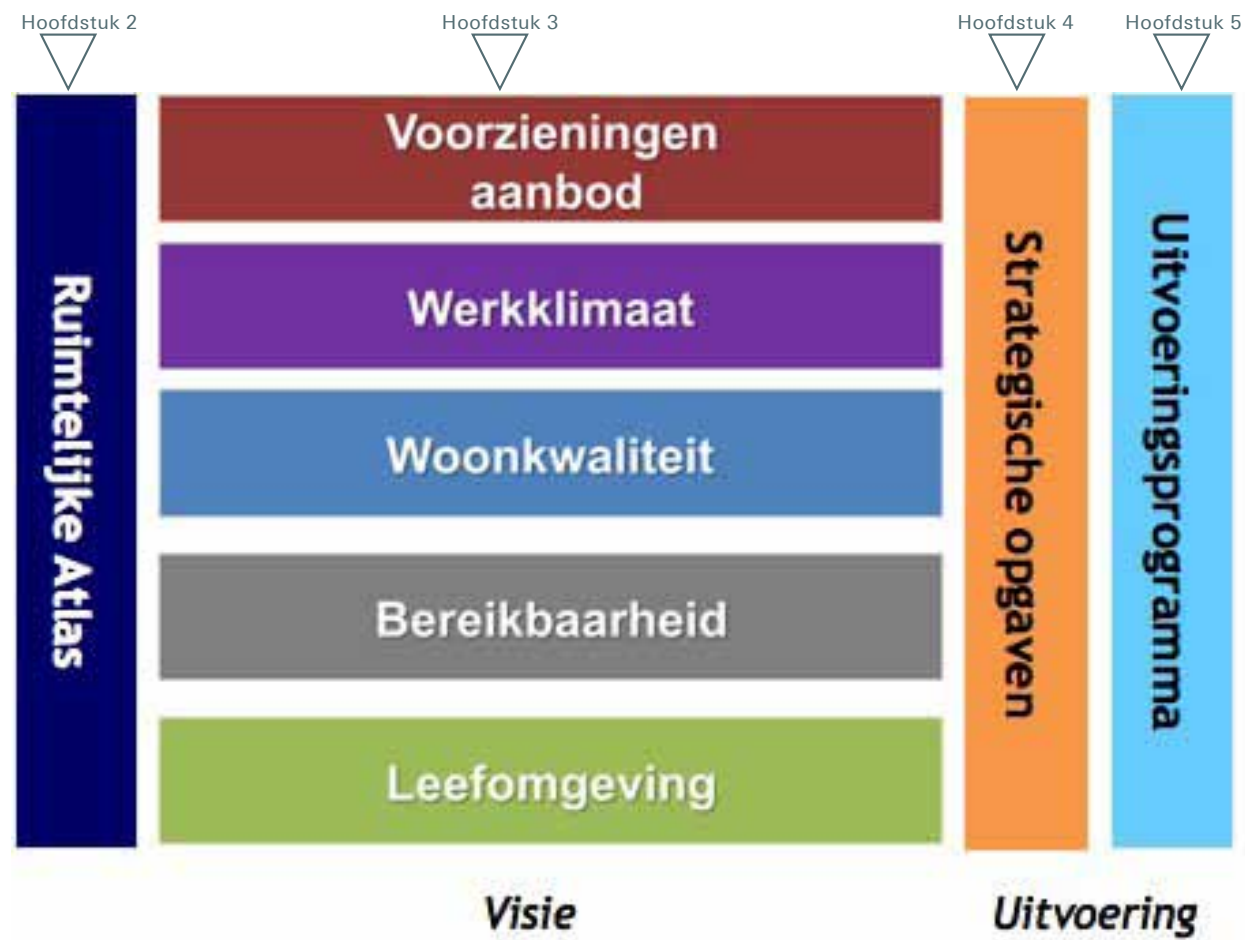 Hoofdstuk 2
Hoofdstuk 3
Hoofdstuk 4
Hoofdstuk 5
Ruimtelijke Atlas
Voorzieningen
aanbod
Werkklimaat
Woonkwaliteit
Bereikbaarheid
Leefomgeving
Strategische opgaven
Uitvoeringsprogramma
Visie
Uitvoering